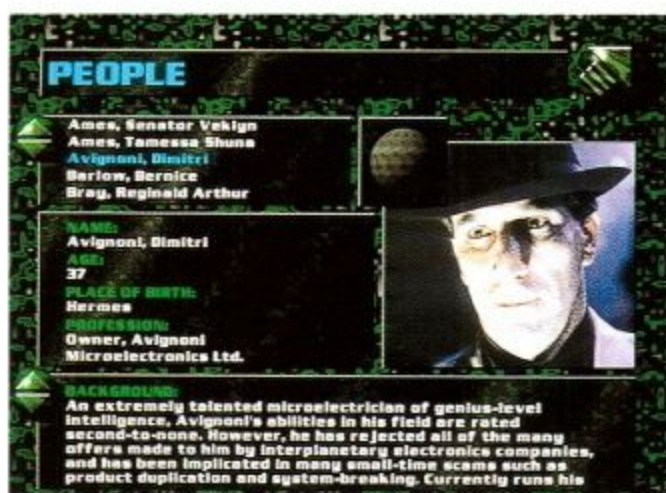 PEOPLE
Ames, Senator Veklyn
Ames, Tamessa Shuna
Avignoni, Dimitri
Barlow, Bernice
Bray, Reginald Arthur
NAME:
Avignoni, Dimitri
AGE:
37
PLACE OF BIRTH:
Hermes
PROFESSION:
Owner, Avignoni
Microelectronics Ltd.
BACKGROUND:
An extremely talented microelectrician of genius-level
intelligence, Avignoni's abilities in his field are rated
second-to-none. However, he has rejected all of the many
offers made to him by interplanetary electronics companies,
and has been implicated in many small-time scams such as
product duplication and system-breaking. Currently runs his